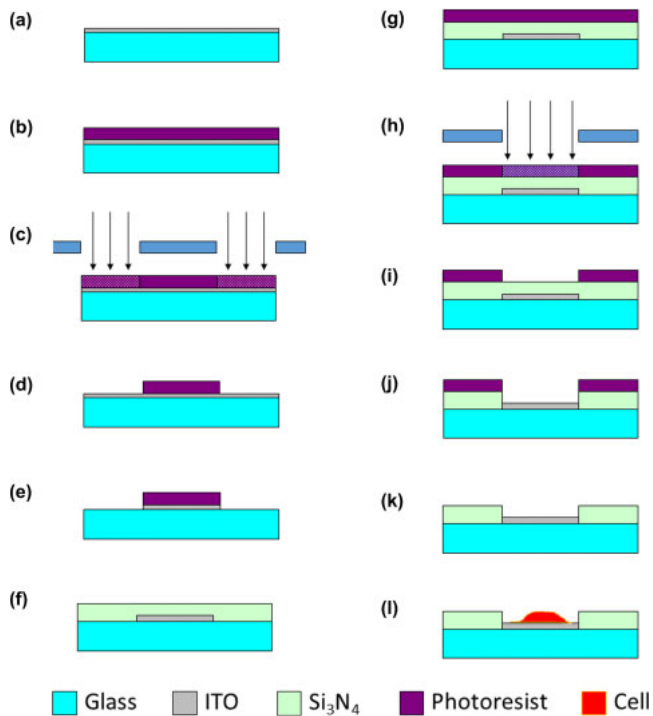 (a)
(b)
(c)
(d)
(e)
(f)
(g)
(h)
(i)
(j)
(k)
(l)
Glass ITO Si₃N₄ Photoresist Cell